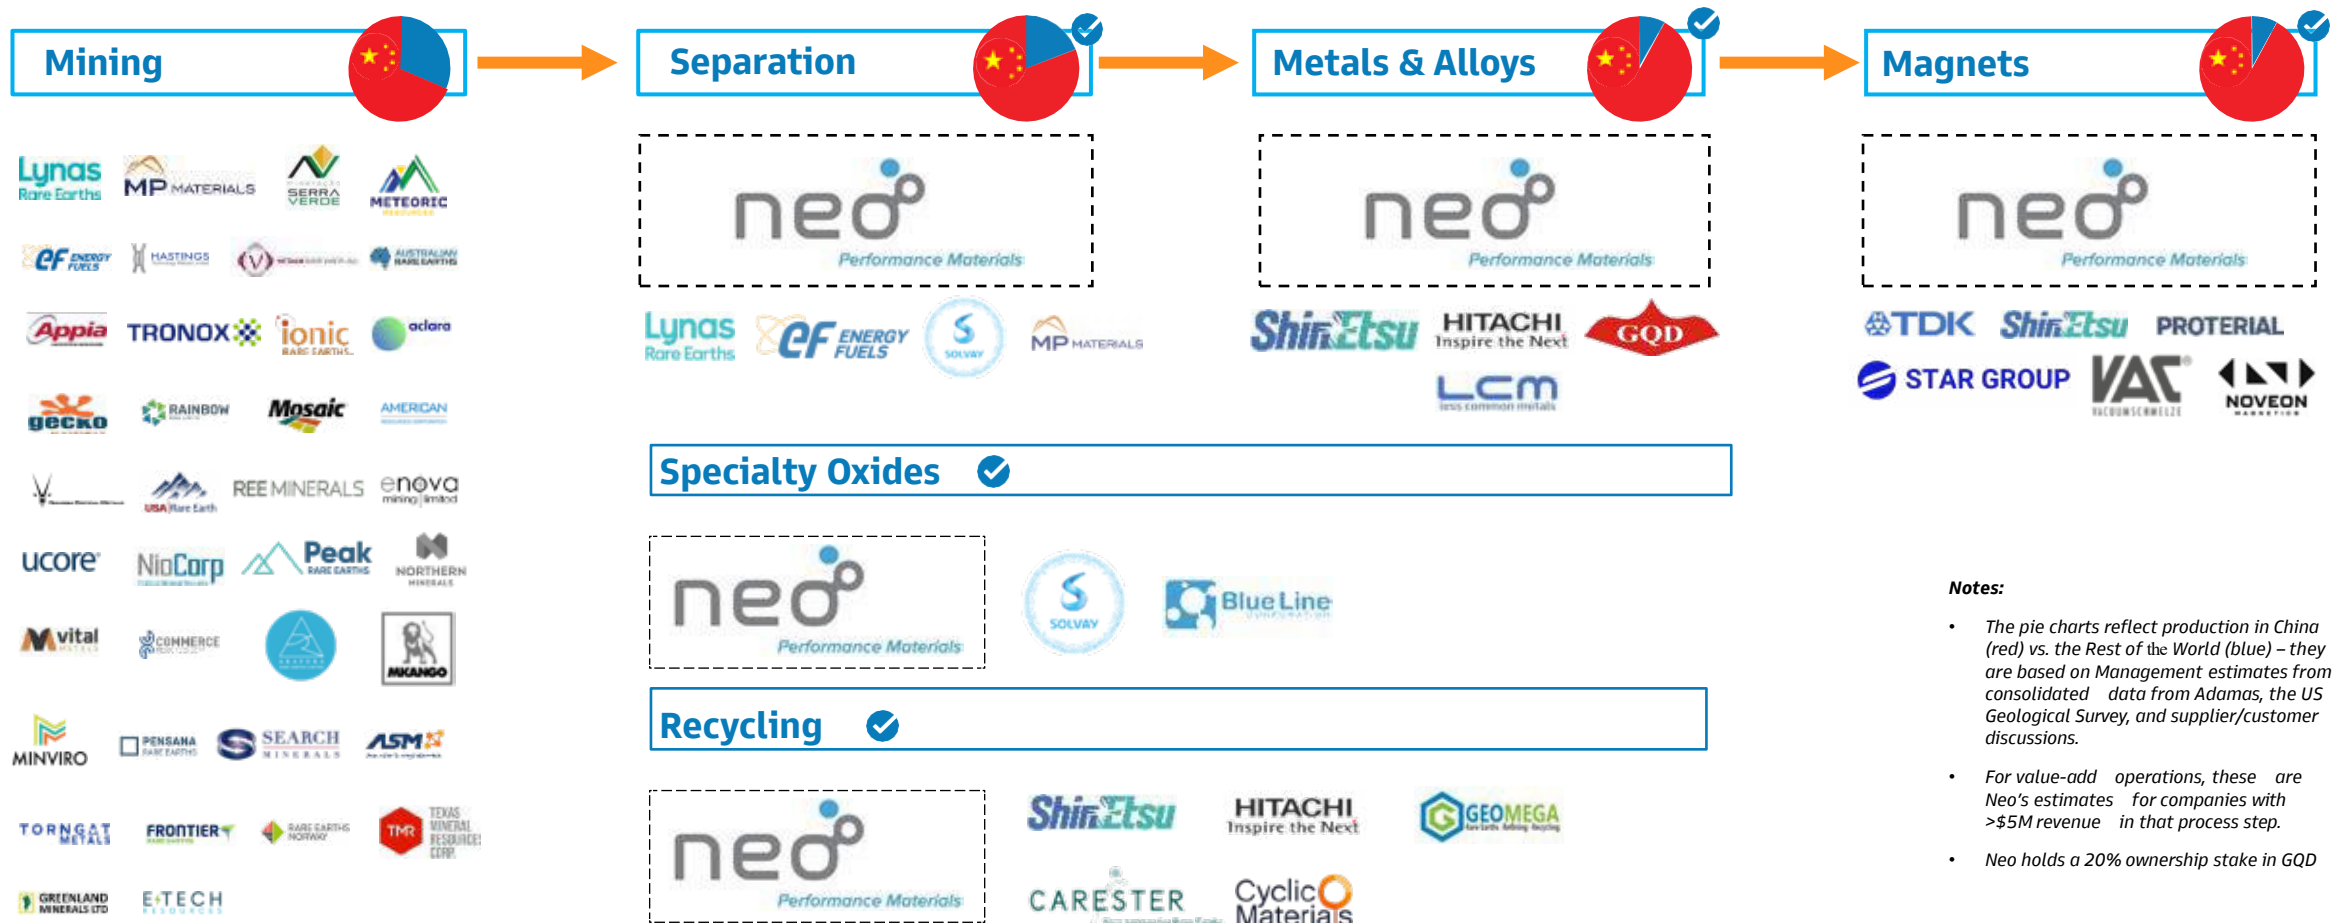 Mining
Separation
Metals & Alloys
Magnets
Lynas
Rare Earths
MP MATERIALS
SERRA
VERDE
METEORIC
RESOURCES
eF ENERGY
FUELS
HASTINGS
AUSTRALIAN
RARE EARTHS
Appia
TRONOX
ionic
RARE EARTHS
aclara
gecko
RAINBOW
Mosaic
AMERICAN
USA Rare Earth
REE MINERALS
enova
mining limited
ucore
NioCorp
Peak
RARE EARTHS
NORTHERN
MINERALS
vital
METALS
COMMERCE
MKANGO
MINVIRO
PENSANA
RARE EARTHS
SEARCH
MINERALS
ASM
TORNGAT
METALS
FRONTIER
RARE EARTHS
RARE EARTHS
NORWAY
TMR
TEXAS
MINERAL
RESOURCES
CORP.
GREENLAND
MINERALS LTD
E TECH
RESOURCES
neo
Performance Materials
Lynas
Rare Earths
eF ENERGY
FUELS
S
SOLVAY
MP MATERIALS
neo
Performance Materials
ShinEtsu
HITACHI
Inspire the Next
GQD
LCM
less common metals
neo
Performance Materials
TDK
ShinEtsu
PROTERIAL
STAR GROUP
VAC
VACUUMSCHMELZE
NOVEON
MAGNETICS
Specialty Oxides
neo
Performance Materials
S
SOLVAY
Blue Line
CORPORATION
Recycling
neo
Performance Materials
ShinEtsu
HITACHI
Inspire the Next
GEOMEGA
CARESTER
Cyclic
Materials
Notes:
• The pie charts reflect production in China
(red) vs. the Rest of the World (blue) – they
are based on Management estimates from
consolidated data from Adamas, the US
Geological Survey, and supplier/customer
discussions.
• For value-add operations, these are
Neo's estimates for companies with
>$5M revenue in that process step.
• Neo holds a 20% ownership stake in GQD